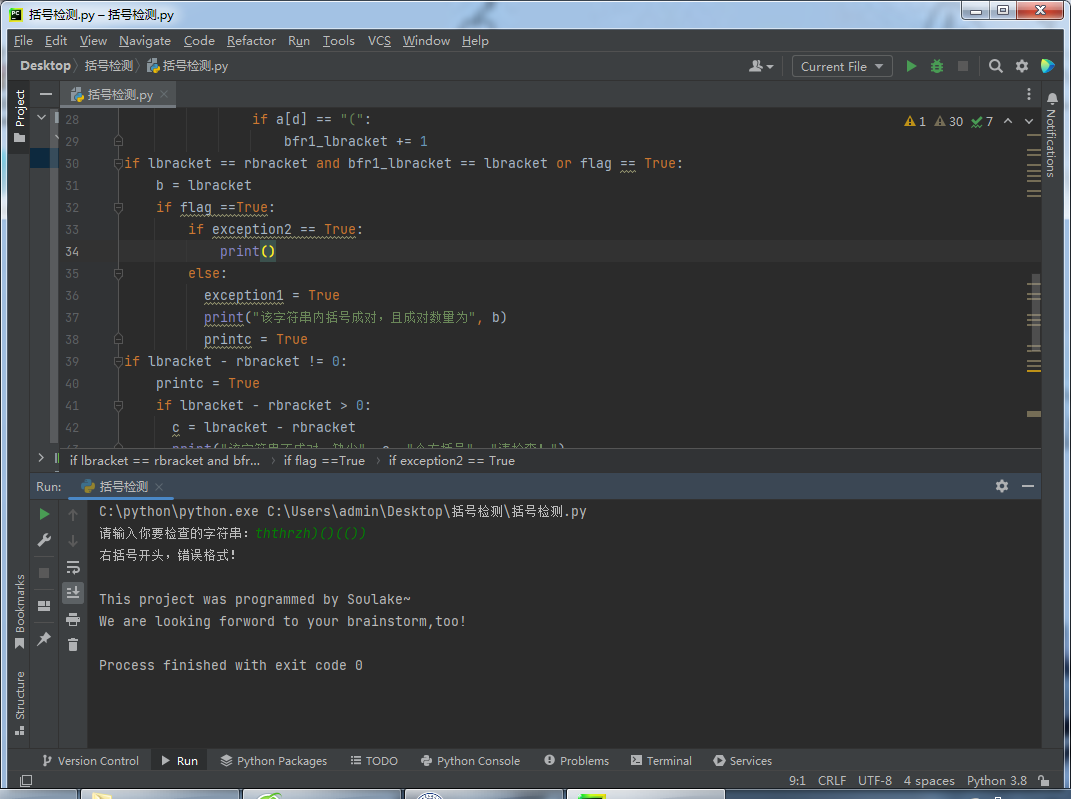 括号检测.py – 括号检测.py
File Edit View Navigate Code Refactor Run Tools VCS Window Help
Desktop 括号检测 括号检测.py Current File
Project
括号检测.py
Notifications
1 30 7
28 if a[d] == "(":
29 bfr1_lbracket += 1
30 if lbracket == rbracket and bfr1_lbracket == lbracket or flag == True:
31 b = lbracket
32 if flag ==True:
33 if exception2 == True:
34 print()
35 else:
36 exception1 = True
37 print("该字符串内括号成对，且成对数量为", b)
38 printc = True
39 if lbracket - rbracket != 0:
40 printc = True
41 if lbracket - rbracket > 0:
42 c = lbracket - rbracket
if lbracket == rbracket and bfr... › if flag ==True › if exception2 == True
Run: 括号检测
C:\python\python.exe C:\Users\admin\Desktop\括号检测\括号检测.py
请输入你要检查的字符串：ththrzh)()(())
右括号开头，错误格式！
This project was programmed by Soulake~
We are looking forword to your brainstorm,too!
Process finished with exit code 0
Bookmarks
Structure
Version Control Run Python Packages TODO Python Console Problems Terminal Services
9:1 CRLF UTF-8 4 spaces Python 3.8